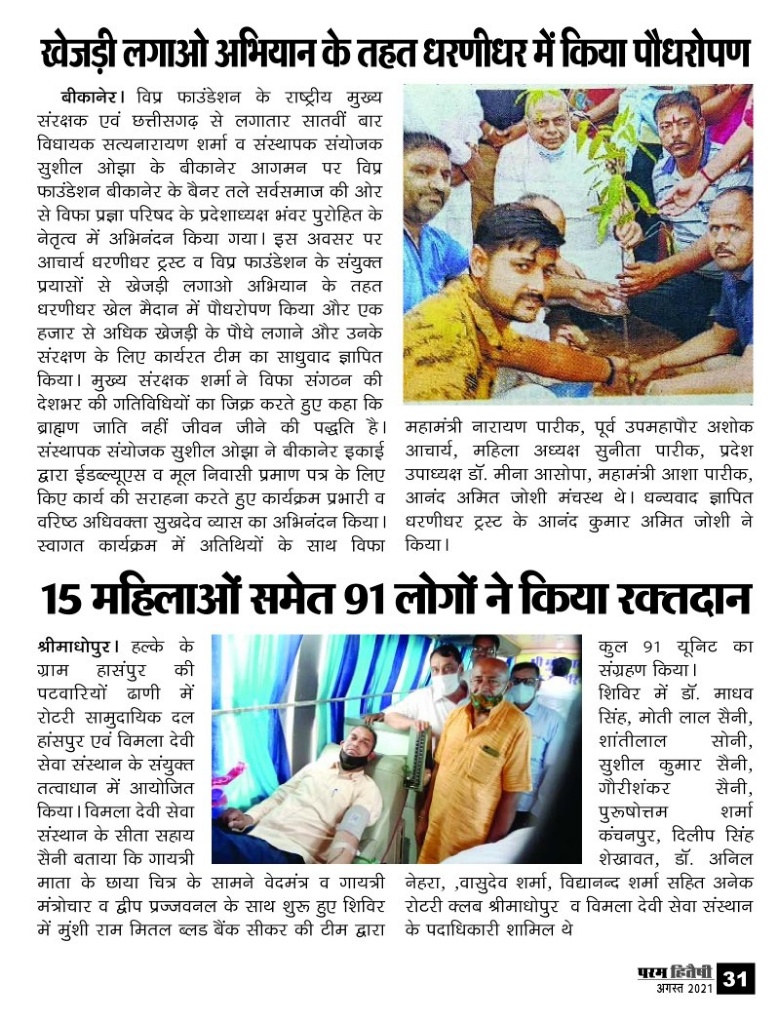 खेजड़ी लगाओ अभियान के तहत धरणीधर में किया पौधरोपण
बीकानेर। विप्र फाउंडेशन के राष्ट्रीय मुख्य
संरक्षक एवं छत्तीसगढ़ से लगातार सातवीं बार
विधायक सत्यनारायण शर्मा व संस्थापक संयोजक
सुशील ओझा के बीकानेर आगमन पर विप्र
फाउंडेशन बीकानेर के बैनर तले सर्वसमाज की ओर
से विफा प्रज्ञा परिषद के प्रदेशाध्यक्ष भंवर पुरोहित के
नेतृत्व में अभिनंदन किया गया। इस अवसर पर
आचार्य धरणीधर ट्रस्ट व विप्र फाउंडेशन के संयुक्त
प्रयासों से खेजड़ी लगाओ अभियान के तहत
धरणीधर खेल मैदान में पौधरोपण किया और एक
हजार से अधिक खेजड़ी के पौधे लगाने और उनके
संरक्षण के लिए कार्यरत टीम का साधुवाद ज्ञापित
किया। मुख्य संरक्षक शर्मा ने विफा संगठन की
देशभर की गतिविधियों का जिक्र करते हुए कहा कि
ब्राह्मण जाति नहीं जीवन जीने की पद्धति है।
संस्थापक संयोजक सुशील ओझा ने बीकानेर इकाई
द्वारा ईडब्ल्यूएस व मूल निवासी प्रमाण पत्र के लिए
किए कार्य की सराहना करते हुए कार्यक्रम प्रभारी व
वरिष्ठ अधिवक्ता सुखदेव व्यास का अभिनंदन किया।
स्वागत कार्यक्रम में अतिथियों के साथ विफा
महामंत्री नारायण पारीक, पूर्व उपमहापौर अशोक
आचार्य, महिला अध्यक्ष सुनीता पारीक, प्रदेश
उपाध्यक्ष डॉ. मीना आसोपा, महामंत्री आशा पारीक,
आनंद अमित जोशी मंचस्थ थे। धन्यवाद ज्ञापित
धरणीधर ट्रस्ट के आनंद कुमार अमित जोशी ने
किया।
15 महिलाओं समेत 91 लोगों ने किया रक्तदान
श्रीमाधोपुर। हल्के के
ग्राम हासंपुर की
पटवारियों ढाणी में
रोटरी सामुदायिक दल
हांसपुर एवं विमला देवी
सेवा संस्थान के संयुक्त
तत्वाधान में आयोजित
किया। विमला देवी सेवा
संस्थान के सीता सहाय
सैनी बताया कि गायत्री
माता के छाया चित्र के सामने वेदमंत्र व गायत्री
मंत्रोचार व द्वीप प्रज्जवनल के साथ शुरू हुए शिविर
में मुंशी राम मितल ब्लड बैंक सीकर की टीम द्वारा
कुल 91 यूनिट का
संग्रहण किया।
शिविर में डॉ. माधव
सिंह, मोती लाल सैनी,
शांतीलाल सोनी,
सुशील कुमार सैनी,
गौरीशंकर सैनी,
पुरूषोत्तम शर्मा
कंचनपुर, दिलीप सिंह
शेखावत, डॉ. अनिल
नेहरा, ,वासुदेव शर्मा, विद्यानन्द शर्मा सहित अनेक
रोटरी क्लब श्रीमाधोपुर व विमला देवी सेवा संस्थान
के पदाधिकारी शामिल थे
परम हितैषी
अगस्त 2021 31